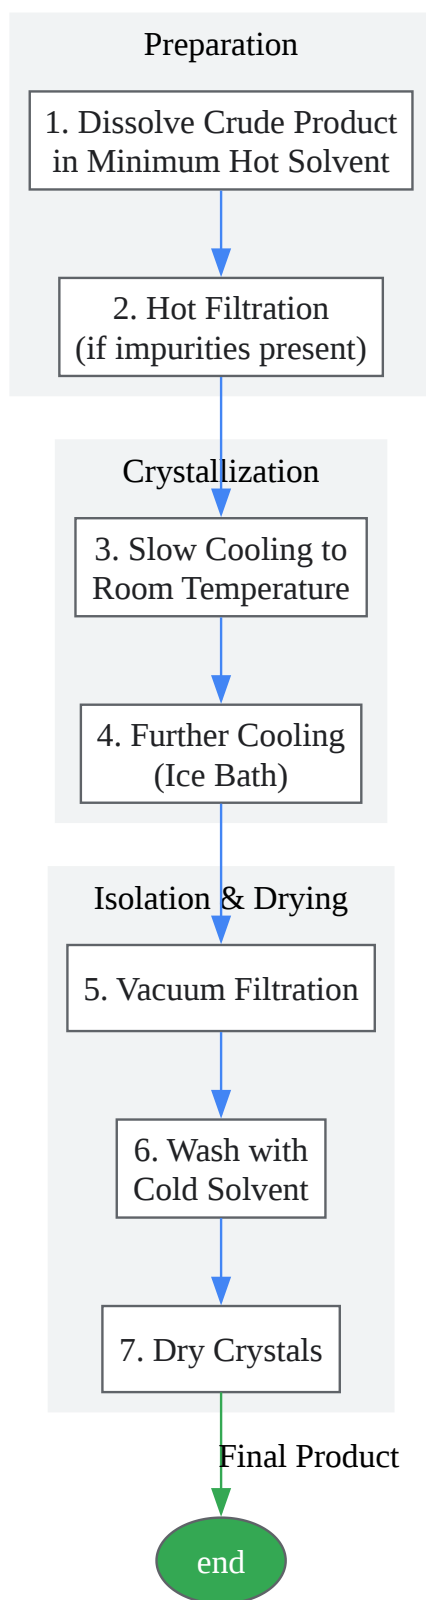 Preparation
1. Dissolve Crude Product
in Minimum Hot Solvent
2. Hot Filtration
(if impurities present)
Crystallization
3. Slow Cooling to
Room Temperature
4. Further Cooling
(Ice Bath)
Isolation & Drying
5. Vacuum Filtration
6. Wash with
Cold Solvent
7. Dry Crystals
Final Product
end